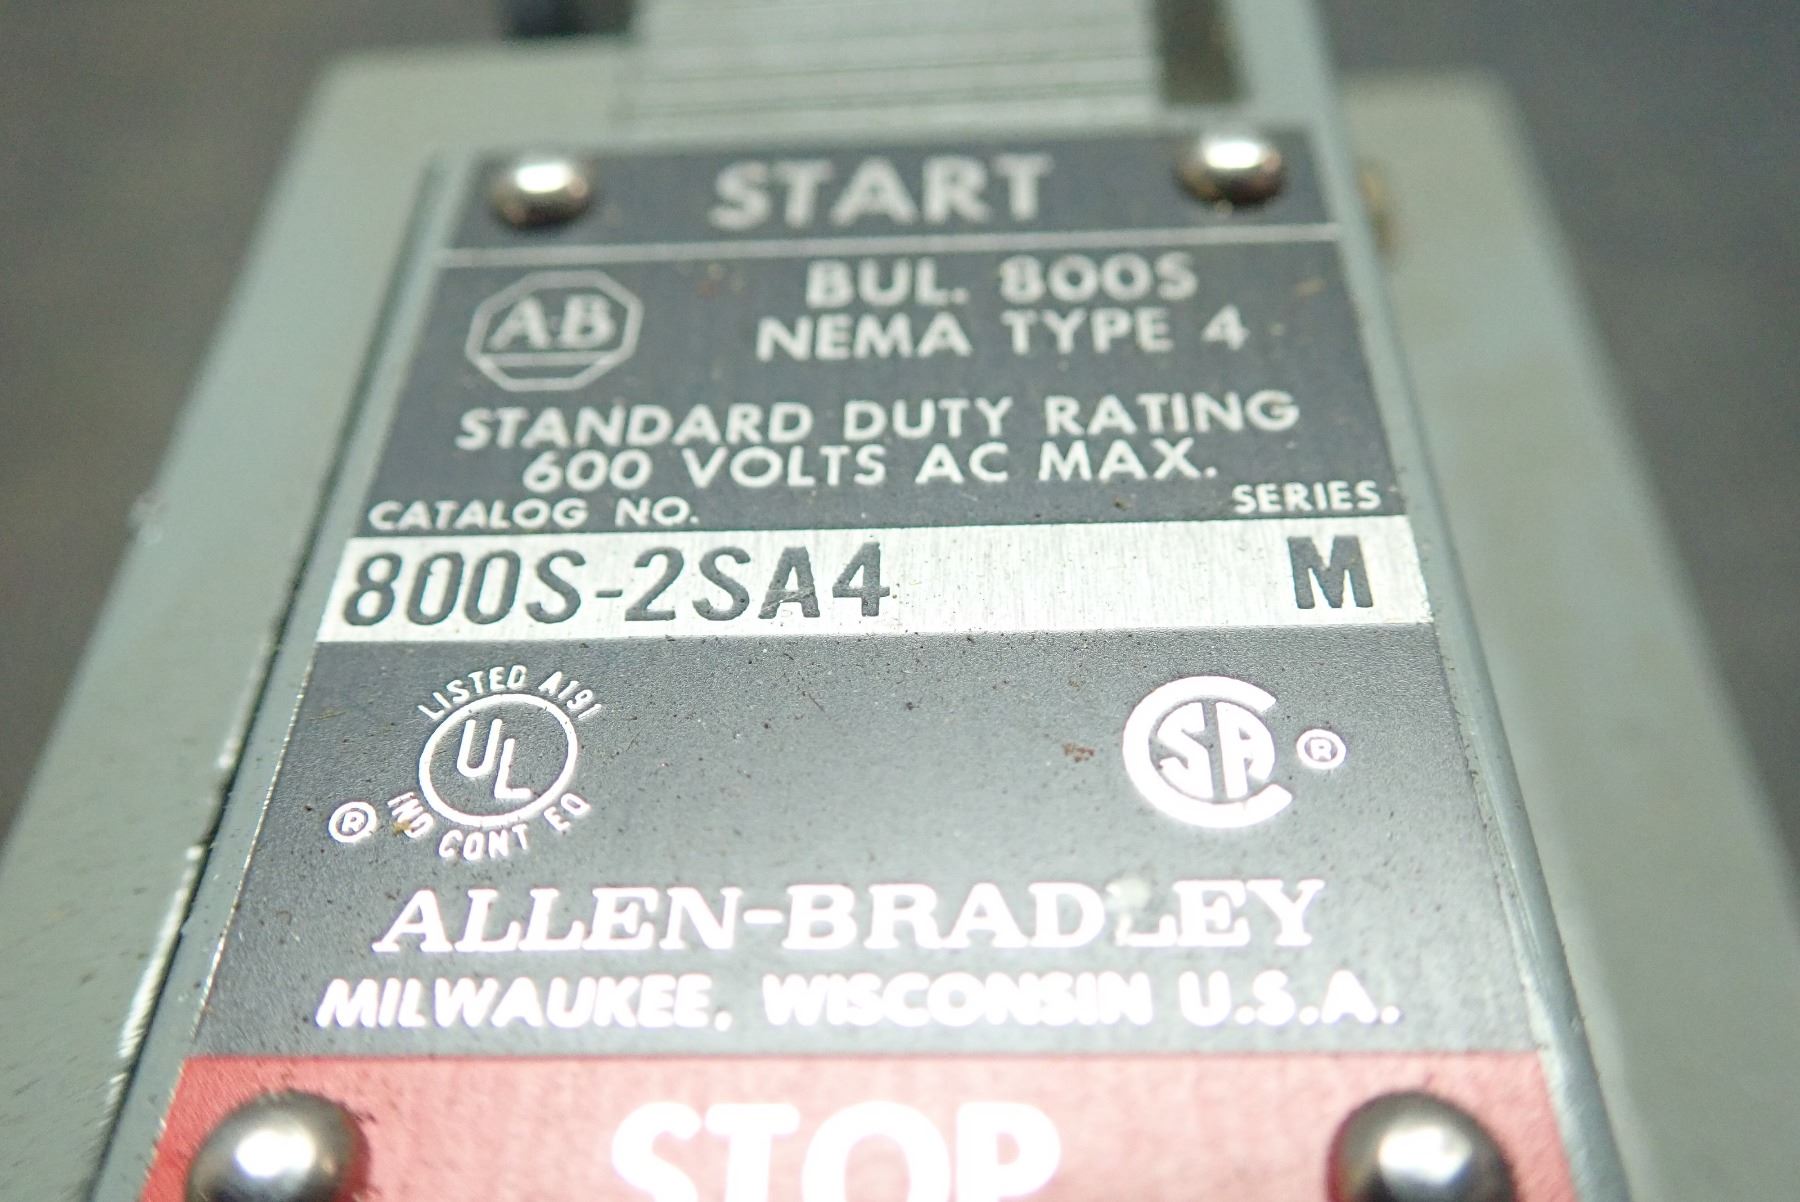 START
A-B
BUL. 800S
NEMA TYPE 4
STANDARD DUTY RATING
600 VOLTS AC MAX.
CATALOG NO. SERIES
800S-2SA4 M
LISTED A191
UL
IND CONT EQ
®
SA
®
ALLEN-BRADLEY
MILWAUKEE, WISCONSIN U.S.A.
STOP